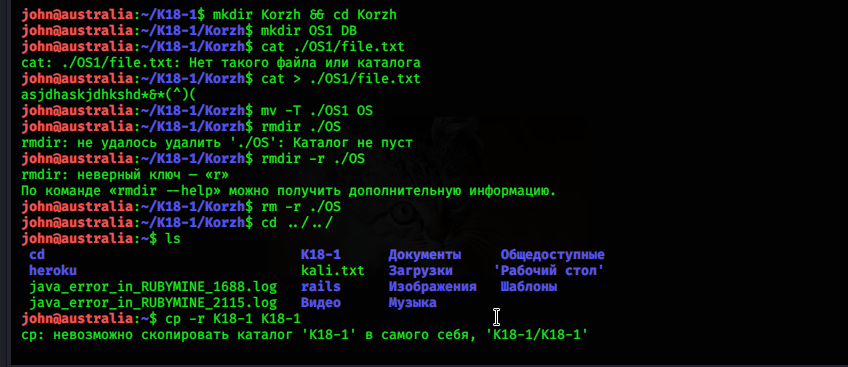 john@australia:~/K18-1$ mkdir Korzh && cd Korzh
john@australia:~/K18-1/Korzh$ mkdir OS1 DB
john@australia:~/K18-1/Korzh$ cat ./OS1/file.txt
cat: ./OS1/file.txt: Нет такого файла или каталога
john@australia:~/K18-1/Korzh$ cat > ./OS1/file.txt
asjdhaskjdhkshd*&*(^)(
john@australia:~/K18-1/Korzh$ mv -T ./OS1 OS
john@australia:~/K18-1/Korzh$ rmdir ./OS
rmdir: не удалось удалить './OS': Каталог не пуст
john@australia:~/K18-1/Korzh$ rmdir -r ./OS
rmdir: неверный ключ — «r»
По команде «rmdir --help» можно получить дополнительную информацию.
john@australia:~/K18-1/Korzh$ rm -r ./OS
john@australia:~/K18-1/Korzh$ cd ../../
john@australia:~$ ls
cd K18-1 Документы Общедоступные
heroku kali.txt Загрузки 'Рабочий стол'
java_error_in_RUBYMINE_1688.log rails Изображения Шаблоны
java_error_in_RUBYMINE_2115.log Видео Музыка
john@australia:~$ cp -r K18-1 K18-1
cp: невозможно скопировать каталог 'K18-1' в самого себя, 'K18-1/K18-1'